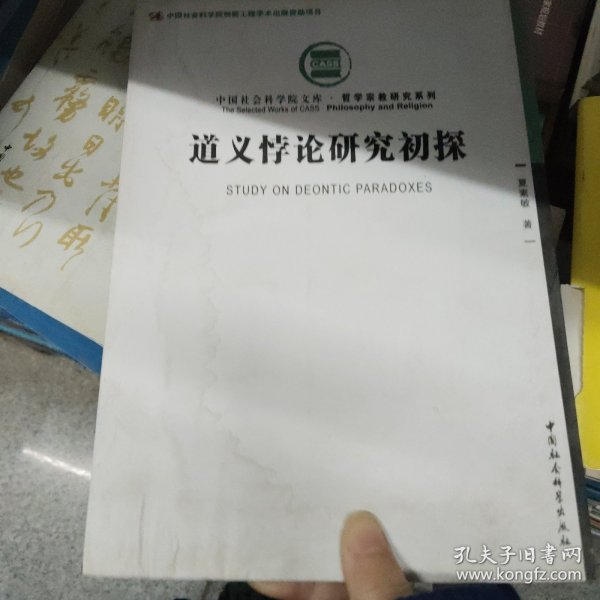 中国社会科学院创新工程学术出版资助项目
CASS
中国社会科学院文库·哲学宗教研究系列
The Selected Works of CASS Philosophy and Religion
道义悖论研究初探
STUDY ON DEONTIC PARADOXES
夏素敏 著
中国社会科学出版社
孔夫子旧书网
www.kongfz.com